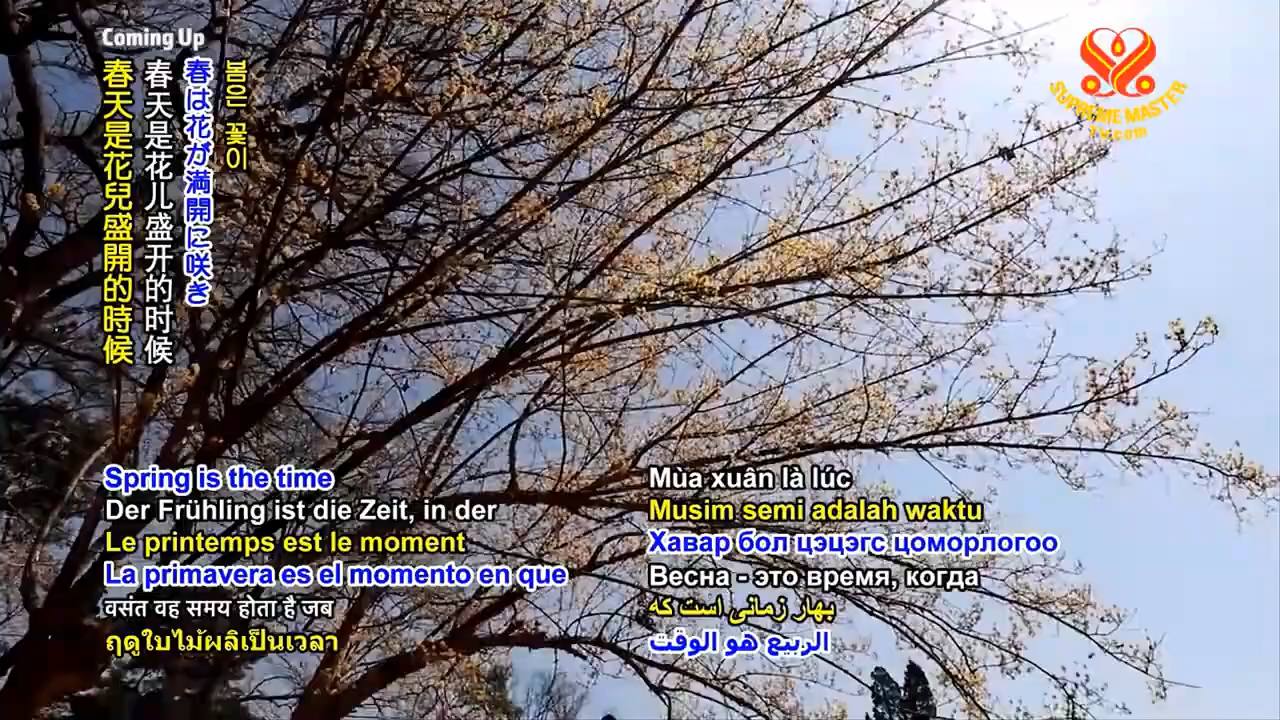 Coming Up
봄은 꽃이
春は花が満開に咲き
春天是花儿盛开的时候
春天是花兒盛開的時候
SUPREME MASTER
TV.com
Spring is the time
Der Frühling ist die Zeit, in der
Le printemps est le moment
La primavera es el momento en que
वसंत वह समय होता है जब
ฤดูใบไม้ผลิเป็นเวลา
Mùa xuân là lúc
Musim semi adalah waktu
Хавар бол цэцэгс цоморлогоо
Весна - это время, когда
بهار زمانی است که
الربيع هو الوقت